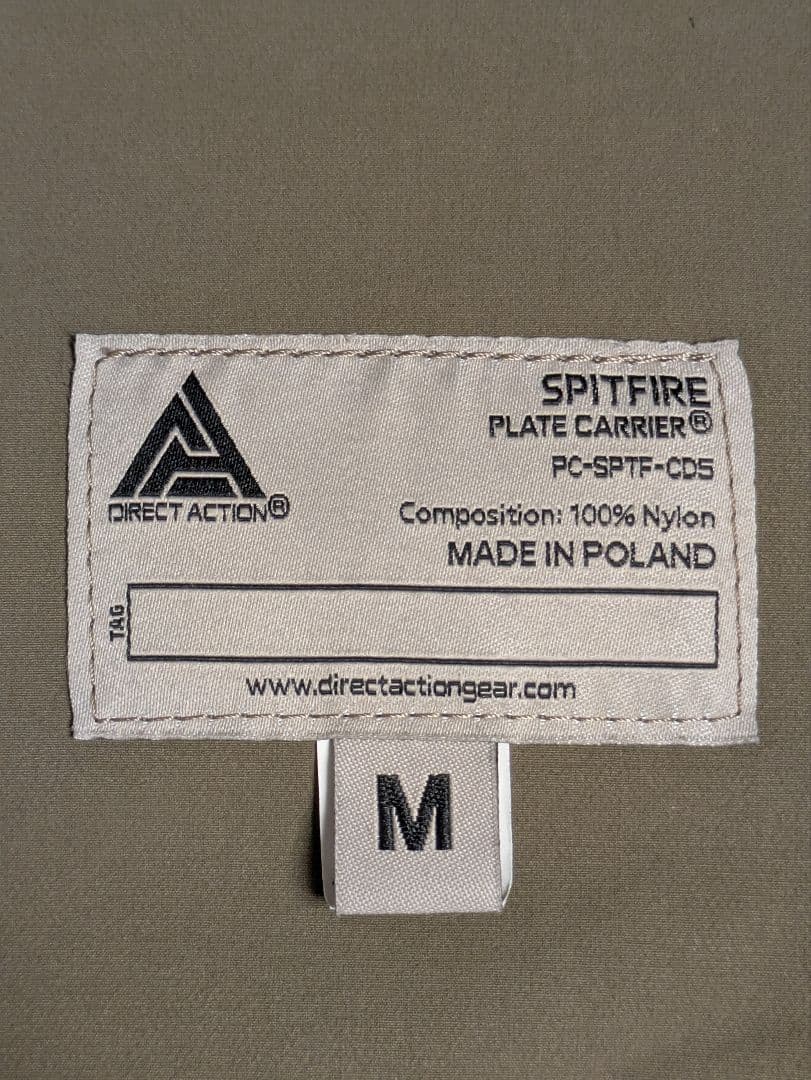 SPITFIRE
PLATE CARRIER®
PC-SPTF-CD5
DIRECT ACTION®
Composition: 100% Nylon
MADE IN POLAND
TAG
www.directactiongear.com
M